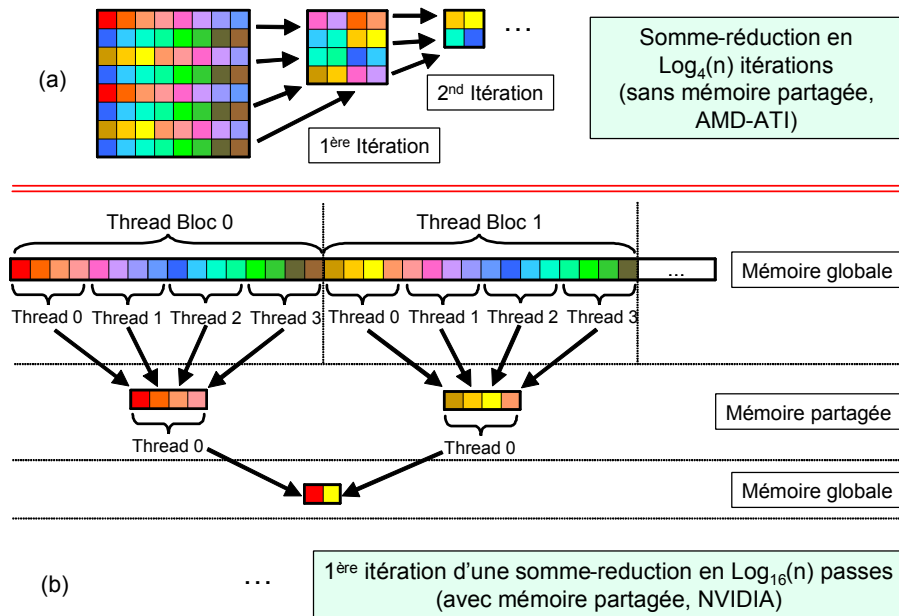 (a)
...
1ère Itération
2nd Itération
Somme-réduction en
Log4(n) itérations
(sans mémoire partagée,
AMD-ATI)
Thread Bloc 0
Thread Bloc 1
...
Mémoire globale
Thread 0
Thread 1
Thread 2
Thread 3
Thread 0
Thread 1
Thread 2
Thread 3
Mémoire partagée
Thread 0
Thread 0
Mémoire globale
(b)
...
1ère itération d'une somme-reduction en Log16(n) passes
(avec mémoire partagée, NVIDIA)